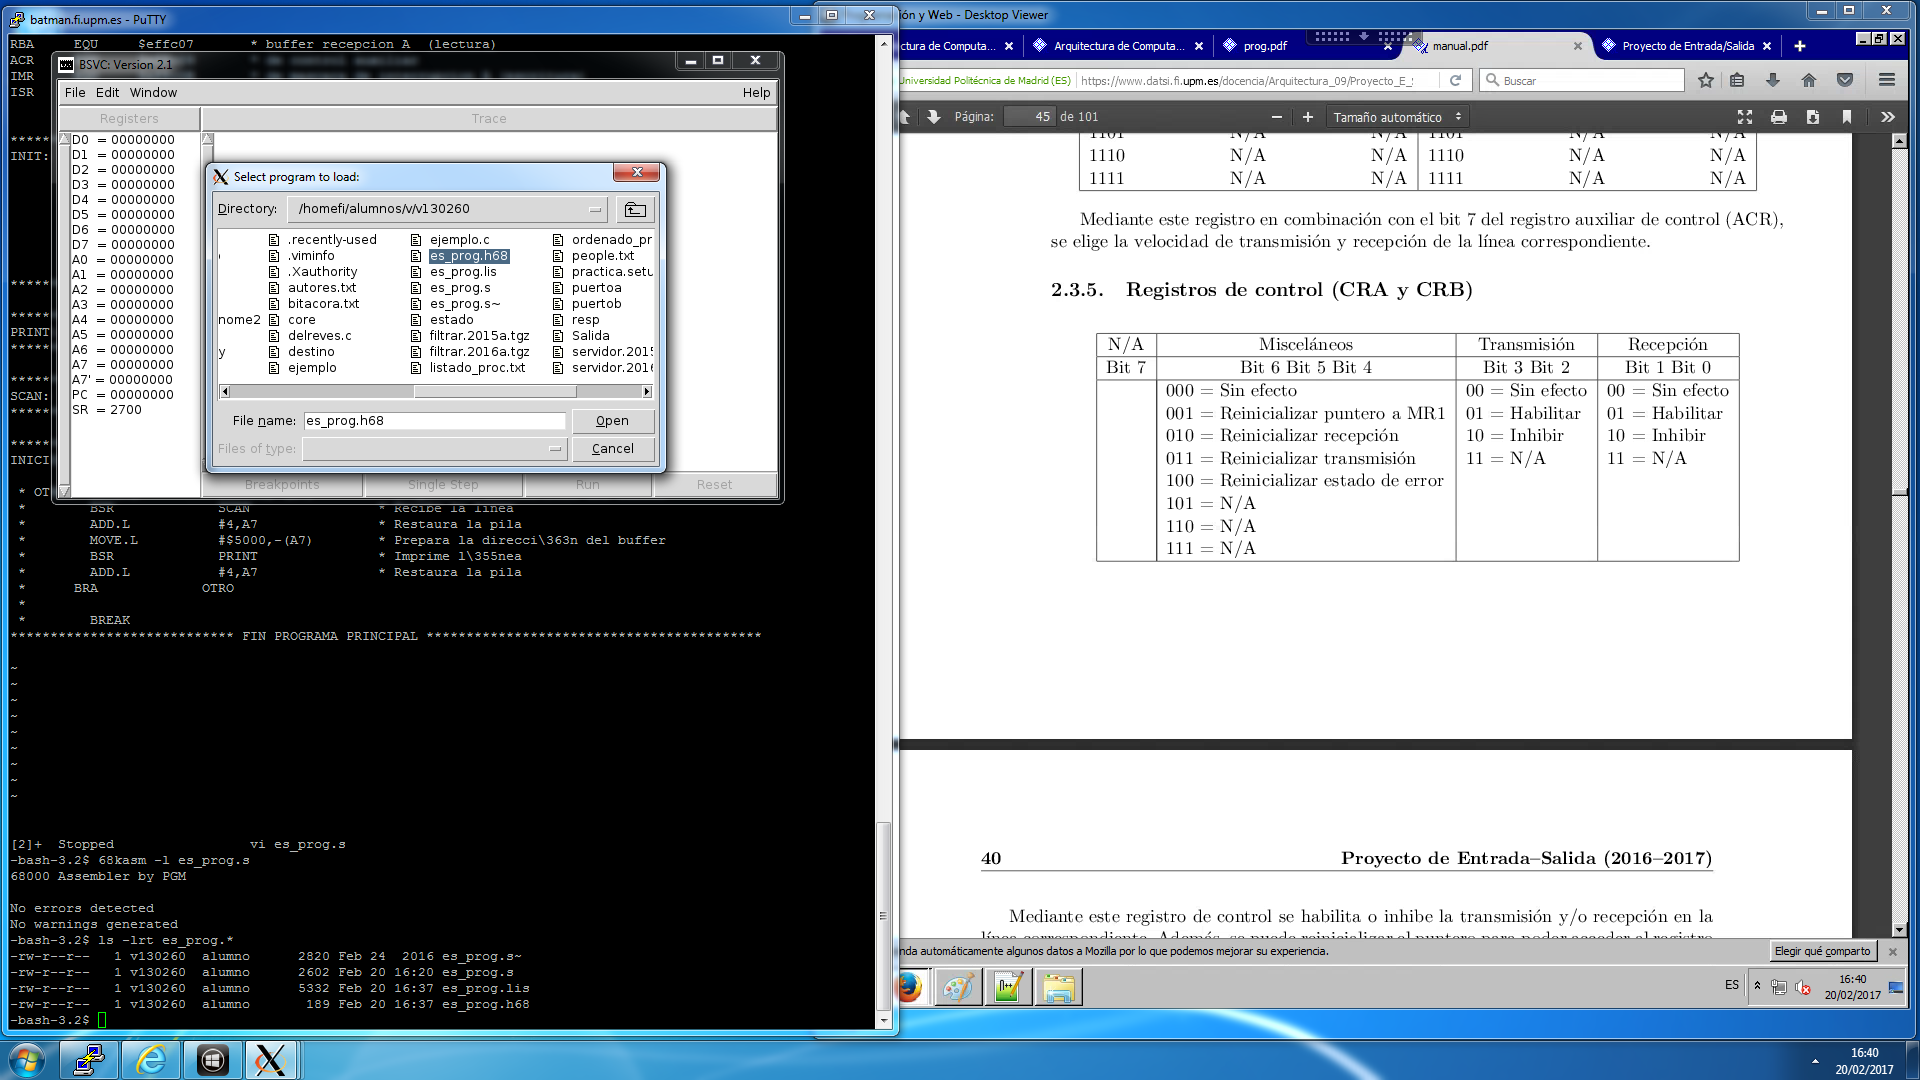 batman.fi.upm.es - PuTTY
RBA EQU $effc07 * buffer recepcion A (lectura)
ACR
IMR
ISR
*****
INIT:
*****
*****
PRINT
*****
SCAN:
*****
*****
INICI
* OT
* BSR SCAN * Recibe la linea
* ADD.L #4,A7 * Restaura la pila
* MOVE.L #$5000,-(A7) * Prepara la direcci\363n del buffer
* BSR PRINT * Imprime l\355nea
* ADD.L #4,A7 * Restaura la pila
* BRA OTRO
*
* BREAK
**************************** FIN PROGRAMA PRINCIPAL ******************************************
~
~
~
~
~
~
~
~
~
[2]+ Stopped vi es_prog.s
-bash-3.2$ 68kasm -l es_prog.s
68000 Assembler by PGM
No errors detected
No warnings generated
-bash-3.2$ ls -lrt es_prog.*
-rw-r--r-- 1 v130260 alumno 2820 Feb 24 2016 es_prog.s~
-rw-r--r-- 1 v130260 alumno 2602 Feb 20 16:20 es_prog.s
-rw-r--r-- 1 v130260 alumno 5332 Feb 20 16:37 es_prog.lis
-rw-r--r-- 1 v130260 alumno 189 Feb 20 16:37 es_prog.h68
-bash-3.2$
BSVC: Version 2.1
File Edit Window Help
Registers Trace
D0 = 00000000
D1 = 00000000
D2 = 00000000
D3 = 00000000
D4 = 00000000
D5 = 00000000
D6 = 00000000
D7 = 00000000
A0 = 00000000
A1 = 00000000
A2 = 00000000
A3 = 00000000
A4 = 00000000
A5 = 00000000
A6 = 00000000
A7 = 00000000
A7' = 00000000
PC = 00000000
SR = 2700
Breakpoints Single Step Run Reset
Select program to load:
Directory: /homefi/alumnos/v/v130260
.recently-used ejemplo.c ordenado_pr
.viminfo es_prog.h68 people.txt
.Xauthority es_prog.lis practica.setu
autores.txt es_prog.s puertoa
bitacora.txt es_prog.s~ puertob
nome2 core estado resp
delreves.c filtrar.2015a.tgz Salida
y destino filtrar.2016a.tgz servidor.2015
ejemplo listado_proc.txt servidor.2016
File name: es_prog.h68 Open
Files of type: Cancel
ión y Web - Desktop Viewer
ctura de Computa... Arquitectura de Computa... prog.pdf manual.pdf Proyecto de Entrada/Salida
Universidad Politécnica de Madrid (ES) https://www.datsi.fi.upm.es/docencia/Arquitectura_09/Proyecto_E_S Buscar
Página: 45 de 101 Tamaño automático
1101 N/A 1101 N/A N/A
1110 N/A N/A 1110 N/A N/A
1111 N/A N/A 1111 N/A N/A
Mediante este registro en combinación con el bit 7 del registro auxiliar de control (ACR),
se elige la velocidad de transmisión y recepción de la línea correspondiente.
2.3.5. Registros de control (CRA y CRB)
N/A Misceláneos Transmisión Recepción
Bit 7 Bit 6 Bit 5 Bit 4 Bit 3 Bit 2 Bit 1 Bit 0
000 = Sin efecto 00 = Sin efecto 00 = Sin efecto
001 = Reinicializar puntero a MR1 01 = Habilitar 01 = Habilitar
010 = Reinicializar recepción 10 = Inhibir 10 = Inhibir
011 = Reinicializar transmisión 11 = N/A 11 = N/A
100 = Reinicializar estado de error
101 = N/A
110 = N/A
111 = N/A
40 Proyecto de Entrada–Salida (2016–2017)
Mediante este registro de control se habilita o inhibe la transmisión y/o recepción en la
línea correspondiente. Además, se puede reinicializar el puntero para poder acceder al registro
nda automáticamente algunos datos a Mozilla por lo que podemos mejorar su experiencia. Elegir qué comparto
ES 16:40
20/02/2017
16:40
20/02/2017